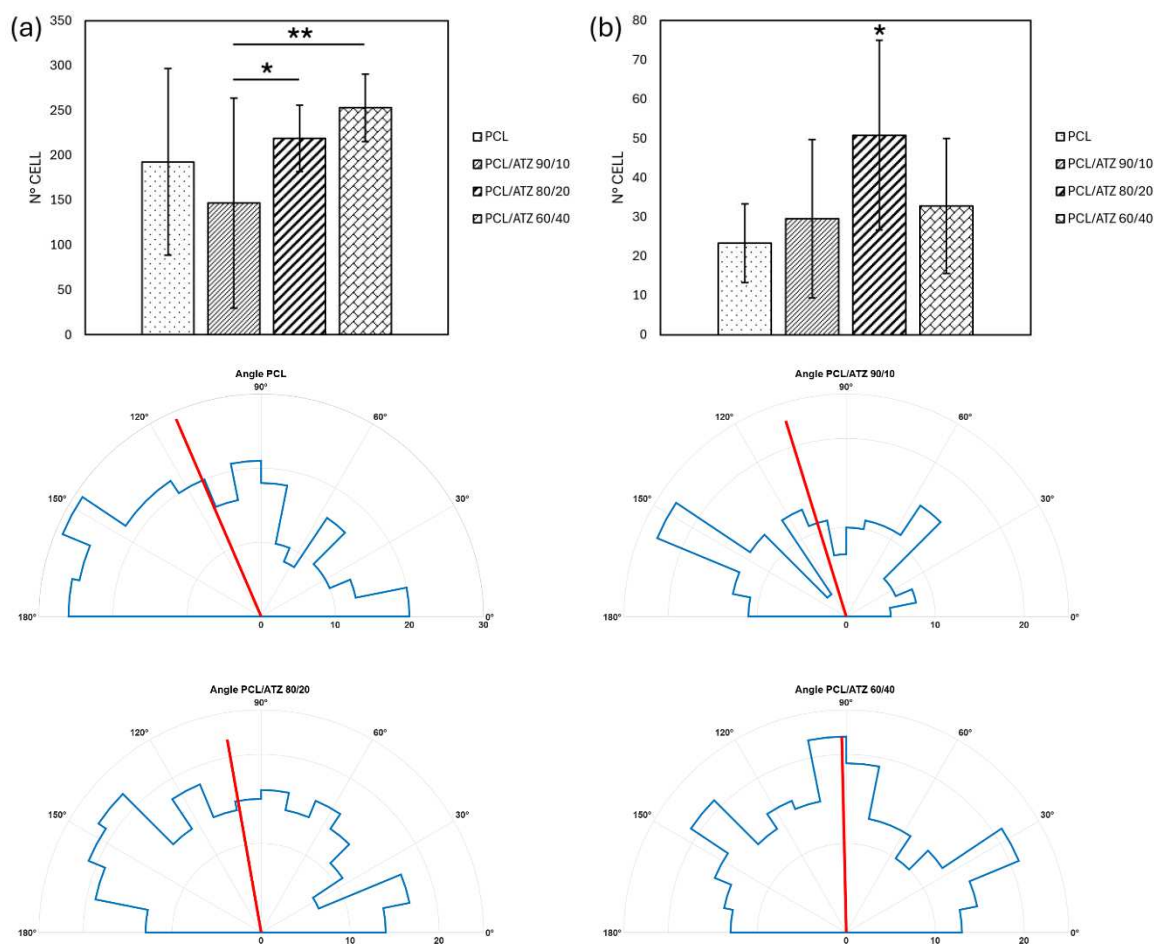 (a)
350
300
250
200
150
100
50
0
N° CELL
**
*
PCL
PCL/ATZ 90/10
PCL/ATZ 80/20
PCL/ATZ 60/40
(b)
80
70
60
50
40
30
20
10
0
N° CELL
*
PCL
PCL/ATZ 90/10
PCL/ATZ 80/20
PCL/ATZ 60/40
Angle PCL
90°
120° 60°
150° 30°
180° 0°
0 10 20 30
Angle PCL/ATZ 90/10
90°
120° 60°
150° 30°
180° 0°
0 10 20
Angle PCL/ATZ 80/20
90°
120° 60°
150° 30°
180° 0°
0 10 20
Angle PCL/ATZ 60/40
90°
120° 60°
150° 30°
180° 0°
0 10 20